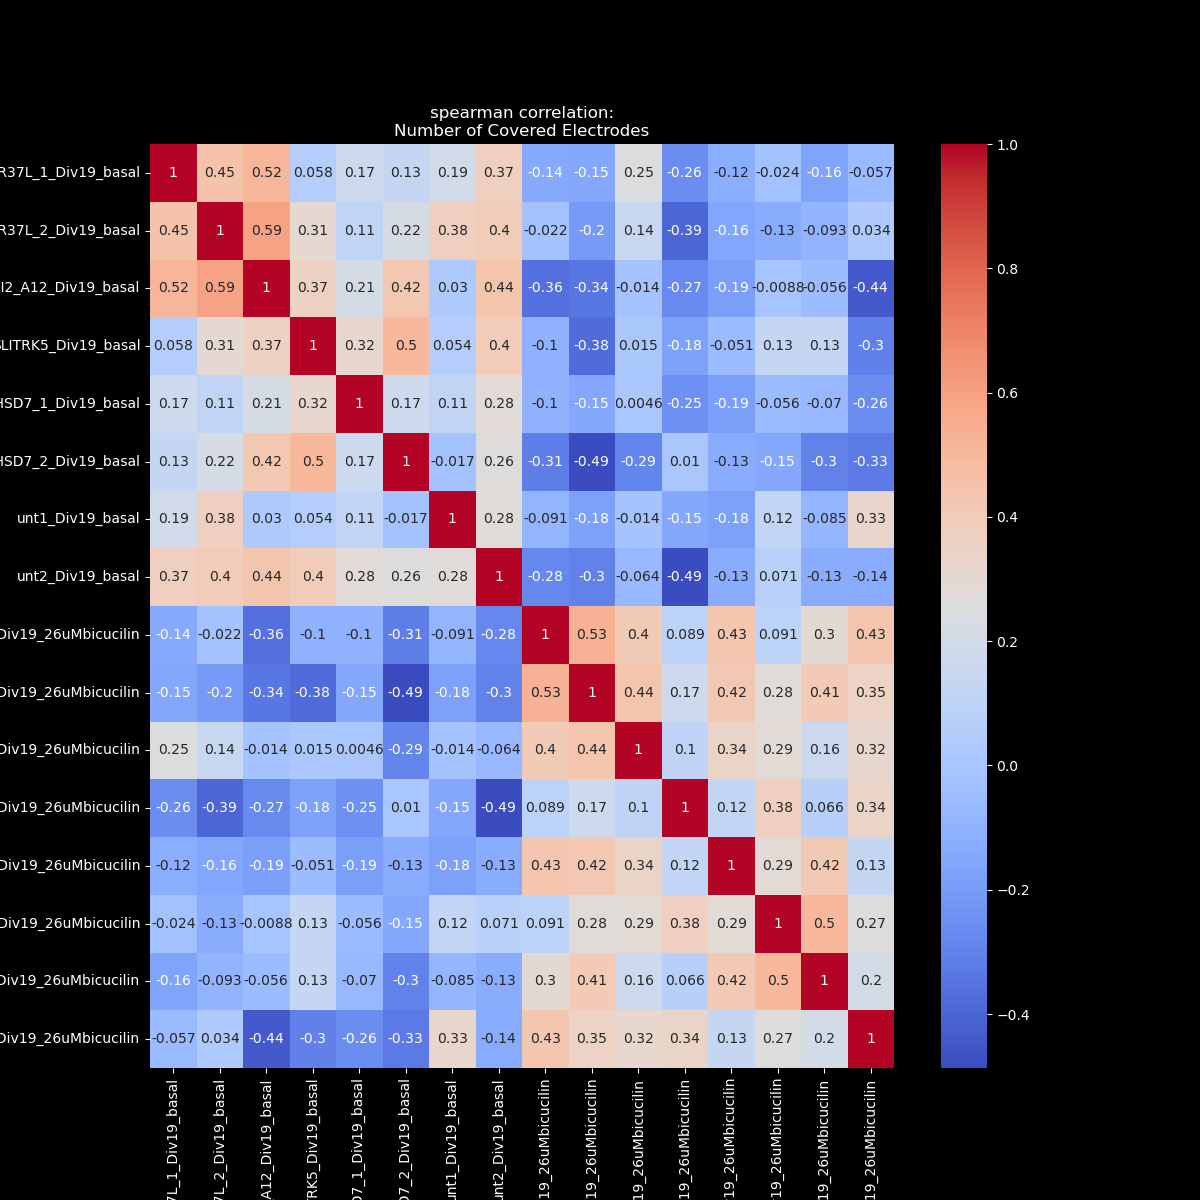 spearman correlation:
Number of Covered Electrodes
R37L_1_Div19_basal 1 0.45 0.52 0.058 0.17 0.13 0.19 0.37 -0.14 -0.15 0.25 -0.26 -0.12 -0.024 -0.16 -0.057
R37L_2_Div19_basal 0.45 1 0.59 0.31 0.11 0.22 0.38 0.4 -0.022 -0.2 0.14 -0.39 -0.16 -0.13 -0.093 0.034
I2_A12_Div19_basal 0.52 0.59 1 0.37 0.21 0.42 0.03 0.44 -0.36 -0.34 -0.014 -0.27 -0.19 -0.0088 -0.056 -0.44
SLITRK5_Div19_basal 0.058 0.31 0.37 1 0.32 0.5 0.054 0.4 -0.1 -0.38 0.015 -0.18 -0.051 0.13 0.13 -0.3
HSD7_1_Div19_basal 0.17 0.11 0.21 0.32 1 0.17 0.11 0.28 -0.1 -0.15 0.0046 -0.25 -0.19 -0.056 -0.07 -0.26
HSD7_2_Div19_basal 0.13 0.22 0.42 0.5 0.17 1 -0.017 0.26 -0.31 -0.49 -0.29 0.01 -0.13 -0.15 -0.3 -0.33
unt1_Div19_basal 0.19 0.38 0.03 0.054 0.11 -0.017 1 0.28 -0.091 -0.18 -0.014 -0.15 -0.18 0.12 -0.085 0.33
unt2_Div19_basal 0.37 0.4 0.44 0.4 0.28 0.26 0.28 1 -0.28 -0.3 -0.064 -0.49 -0.13 0.071 -0.13 -0.14
Div19_26uMbicucilin -0.14 -0.022 -0.36 -0.1 -0.1 -0.31 -0.091 -0.28 1 0.53 0.4 0.089 0.43 0.091 0.3 0.43
Div19_26uMbicucilin -0.15 -0.2 -0.34 -0.38 -0.15 -0.49 -0.18 -0.3 0.53 1 0.44 0.17 0.42 0.28 0.41 0.35
Div19_26uMbicucilin 0.25 0.14 -0.014 0.015 0.0046 -0.29 -0.014 -0.064 0.4 0.44 1 0.1 0.34 0.29 0.16 0.32
Div19_26uMbicucilin -0.26 -0.39 -0.27 -0.18 -0.25 0.01 -0.15 -0.49 0.089 0.17 0.1 1 0.12 0.38 0.066 0.34
Div19_26uMbicucilin -0.12 -0.16 -0.19 -0.051 -0.19 -0.13 -0.18 -0.13 0.43 0.42 0.34 0.12 1 0.29 0.42 0.13
Div19_26uMbicucilin -0.024 -0.13 -0.0088 0.13 -0.056 -0.15 0.12 0.071 0.091 0.28 0.29 0.38 0.29 1 0.5 0.27
Div19_26uMbicucilin -0.16 -0.093 -0.056 0.13 -0.07 -0.3 -0.085 -0.13 0.3 0.41 0.16 0.066 0.42 0.5 1 0.2
Div19_26uMbicucilin -0.057 0.034 -0.44 -0.3 -0.26 -0.33 0.33 -0.14 0.43 0.35 0.32 0.34 0.13 0.27 0.2 1
7L_1_Div19_basal
7L_2_Div19_basal
A12_Div19_basal
RK5_Div19_basal
D7_1_Div19_basal
D7_2_Div19_basal
unt1_Div19_basal
unt2_Div19_basal
19_26uMbicucilin
19_26uMbicucilin
19_26uMbicucilin
19_26uMbicucilin
19_26uMbicucilin
19_26uMbicucilin
19_26uMbicucilin
19_26uMbicucilin
1.0
0.8
0.6
0.4
0.2
0.0
−0.2
−0.4